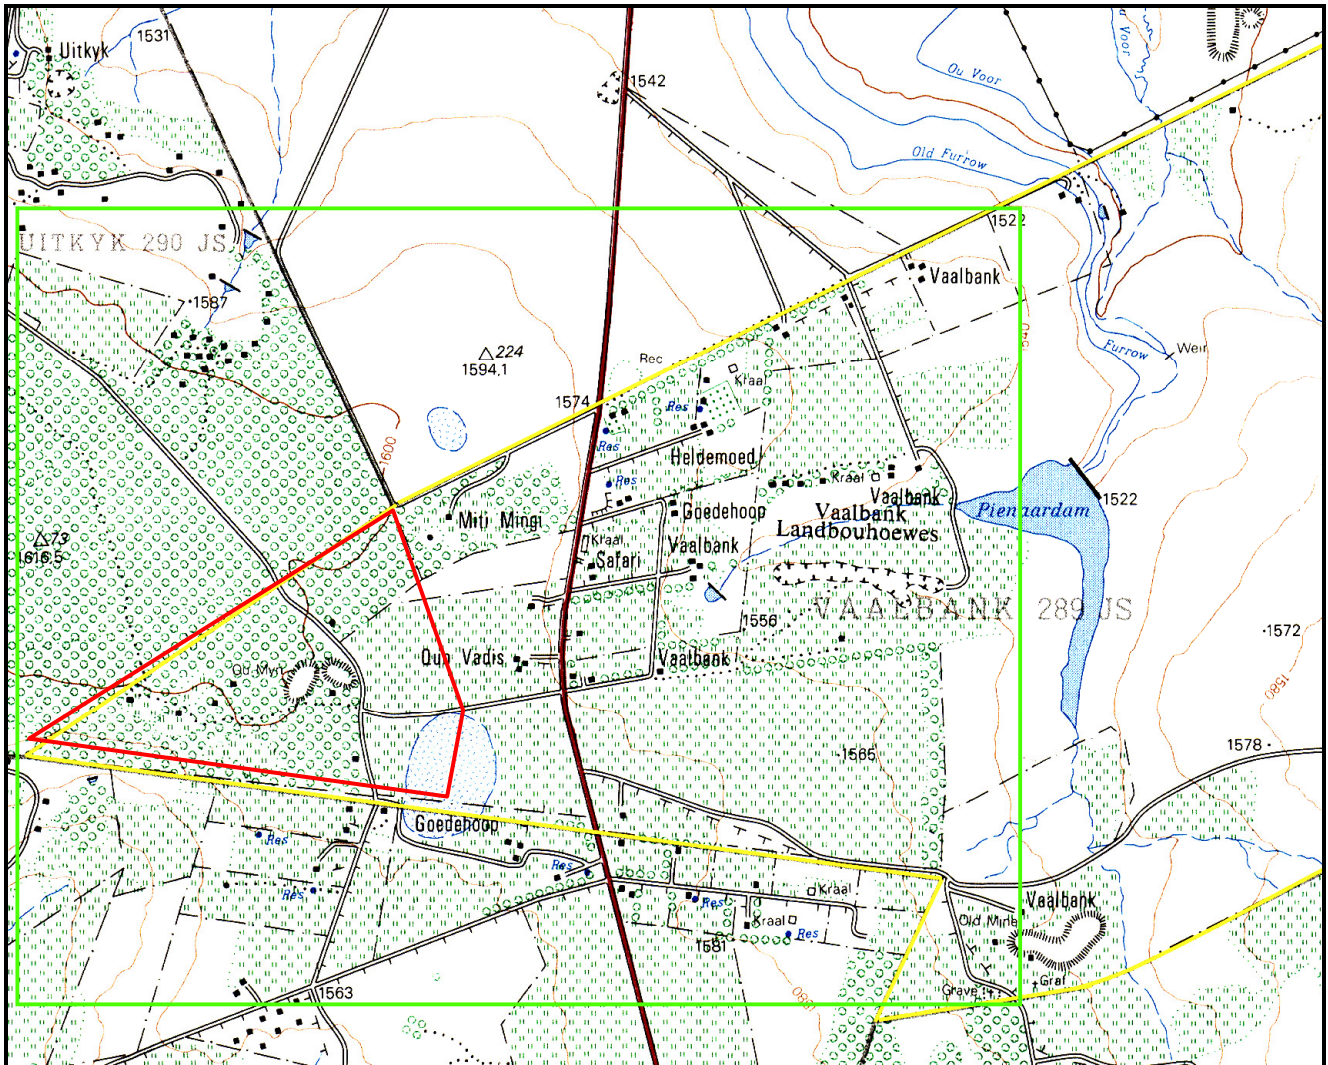 1531
Uitkyk
1542
Ou Voor
Voor
Old Furrow
1522
UITKYK 290 JS
1587
Vaalbank
Furrow
Weir
224
1594,1
Rec
Kraal
1574
Res
Res
1600
Heldemoed
Res
Kraal
Vaalbank
1522
Pienaardam
Miti Mingi
Goedehoop
Vaalbank
Landbouhoewes
73
1616,5
Kraal
Safari
Vaalbank
VAALBANK 289 JS
1556
1572
Quo Vadis
Vaalbank
Ou Myn
1580
1565
1578
Goedehoop
Res
Res
Res
Kraal
Res
Vaalbank
Old Mine
Kraal
Res
1581
Graf
Grave
1563